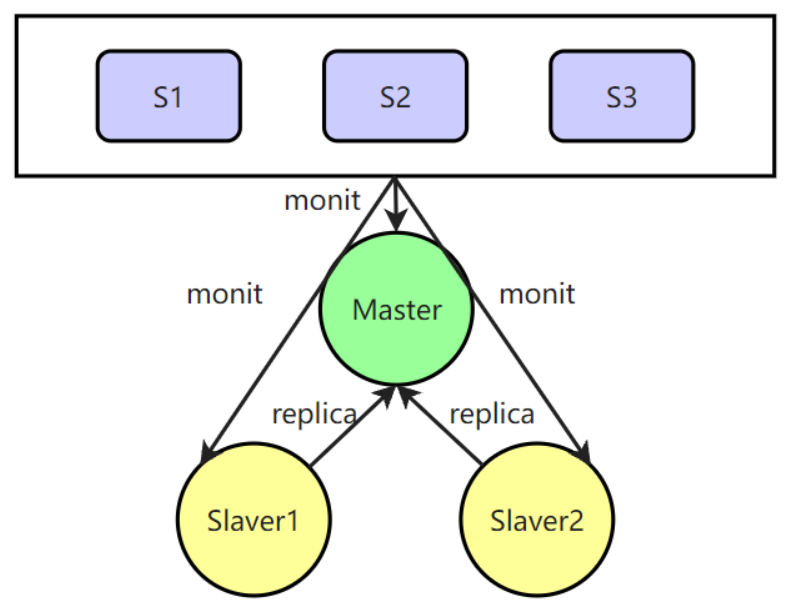 S1 S2 S3
monit
monit monit
Master
replica replica
Slaver1 Slaver2